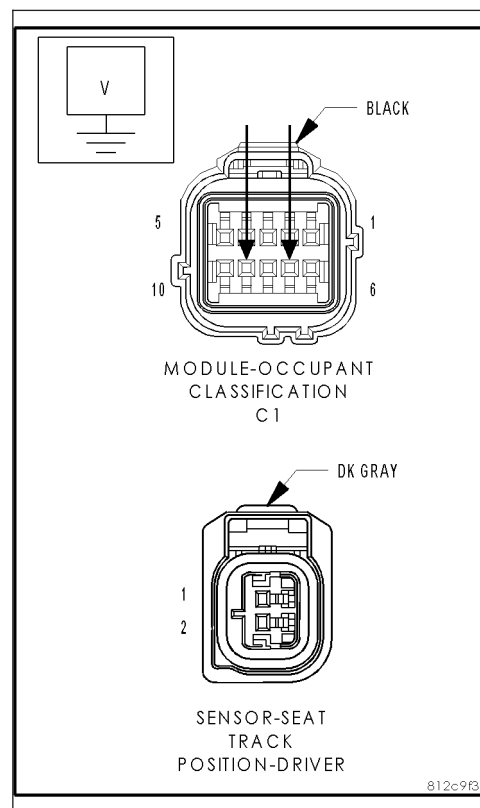 V
BLACK
5 1
10 6
MODULE-OCCUPANT
CLASSIFICATION
C1
DK GRAY
1
2
SENSOR-SEAT
TRACK
POSITION-DRIVER
812c9f3